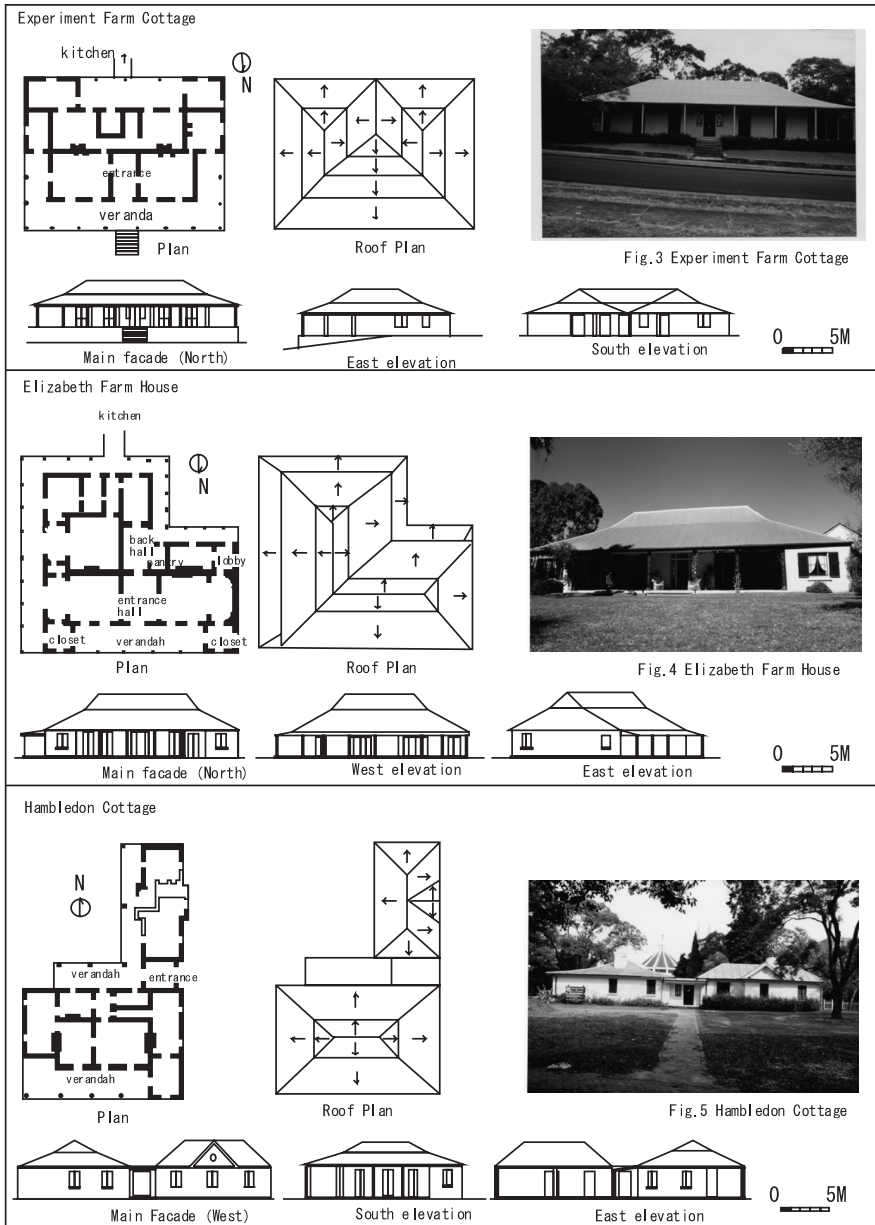 Experiment Farm Cottage
kitchen
N
entrance
veranda
Plan
Roof Plan
Fig.3 Experiment Farm Cottage
Main facade (North)
East elevation
South elevation
0 5M
Elizabeth Farm House
kitchen
N
back
hall
pantry
lobby
entrance
hall
closet
verandah
closet
Plan
Roof Plan
Fig.4 Elizabeth Farm House
Main facade (North)
West elevation
East elevation
0 5M
Hambledon Cottage
N
verandah
entrance
verandah
Plan
Roof Plan
Fig.5 Hambledon Cottage
Main Facade (West)
South elevation
East elevation
0 5M